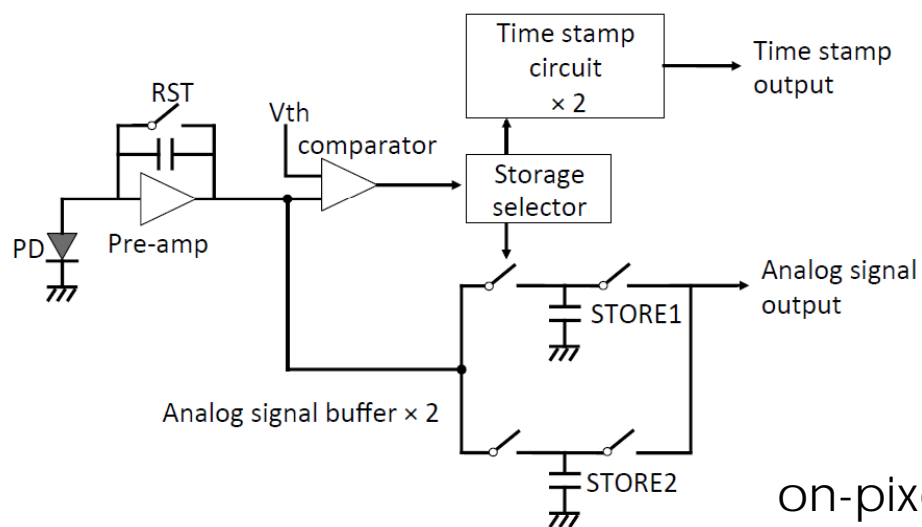 Time stamp
circuit
× 2
Time stamp
output
RST
Vth
comparator
Storage
selector
PD
Pre-amp
Analog signal
output
STORE1
Analog signal buffer × 2
STORE2